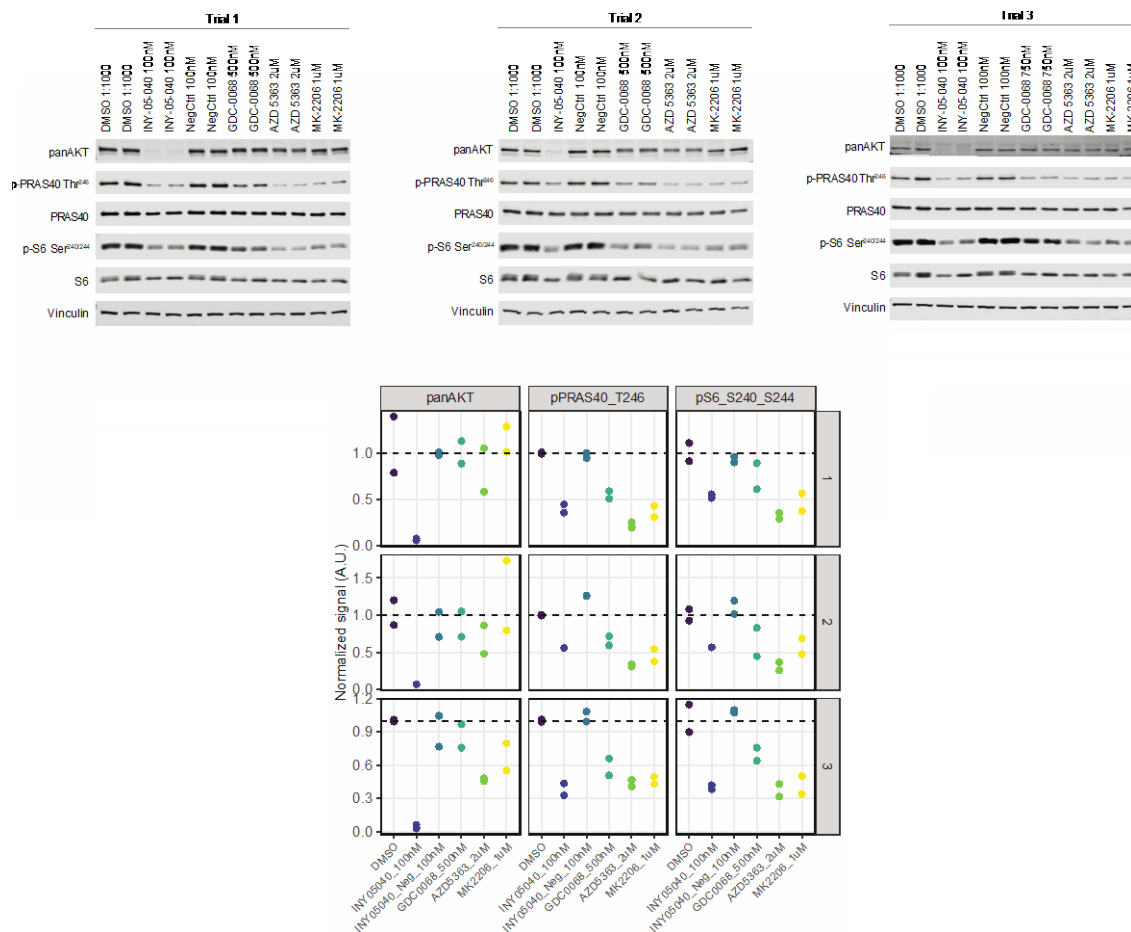 Trial 1
DMSO 1:1000
DMSO 1:1000
INY-05-040 100nM
INY-05-040 100nM
NegCtrl 100nM
NegCtrl 100nM
GDC-0068 500nM
GDC-0068 500nM
AZD 5363 2uM
AZD 5363 2uM
MK-2206 1uM
MK-2206 1uM
panAKT
p-PRAS40 Thr246
PRAS40
p-S6 Ser240/244
S6
Vinculin
Trial 2
DMSO 1:1000
DMSO 1:1000
INY-05-040 100nM
NegCtrl 100nM
NegCtrl 100nM
GDC-0068 500nM
GDC-0068 500nM
AZD 5363 2uM
AZD 5363 2uM
MK-2206 1uM
MK-2206 1uM
panAKT
p-PRAS40 Thr246
PRAS40
p-S6 Ser240/244
S6
Vinculin
Trial 3
DMSO 1:1000
DMSO 1:1000
INY-05-040 100nM
INY-05-040 100nM
NegCtrl 100nM
NegCtrl 100nM
GDC-0068 750nM
GDC-0068 750nM
AZD 5363 2uM
AZD 5363 2uM
MK-2206 1uM
MK-2206 1uM
panAKT
p-PRAS40 Thr246
PRAS40
p-S6 Ser240/244
S6
Vinculin
panAKT
pPRAS40_T246
pS6_S240_S244
Normalized signal (A.U.)
1.0
0.5
0.0
1
1.5
1.0
0.5
0.0
2
1.2
0.9
0.6
0.3
0.0
3
DMSO
INY05040_100nM
INY05040_Neg_100nM
GDC0068_500nM
AZD5363_2uM
MK2206_1uM
DMSO
INY05040_100nM
INY05040_Neg_100nM
GDC0068_500nM
AZD5363_2uM
MK2206_1uM
DMSO
INY05040_100nM
INY05040_Neg_100nM
GDC0068_500nM
AZD5363_2uM
MK2206_1uM